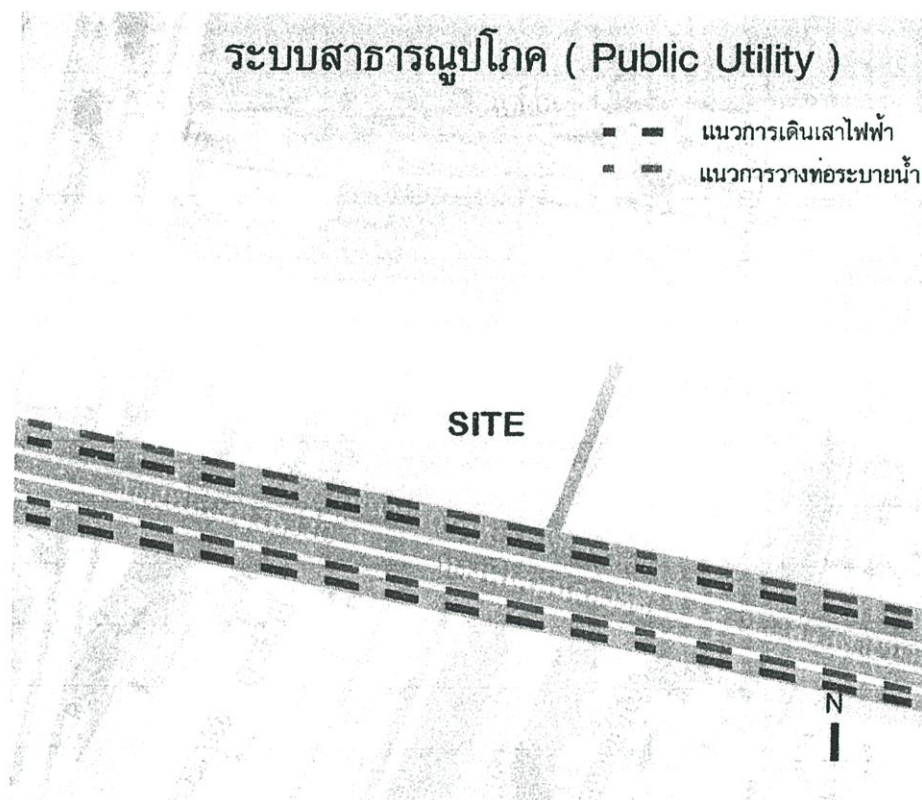 ระบบสาธารณูปโภค ( Public Utility )
แนวการเดินเสาไฟฟ้า
แนวการวางท่อระบายน้ำ
SITE
N